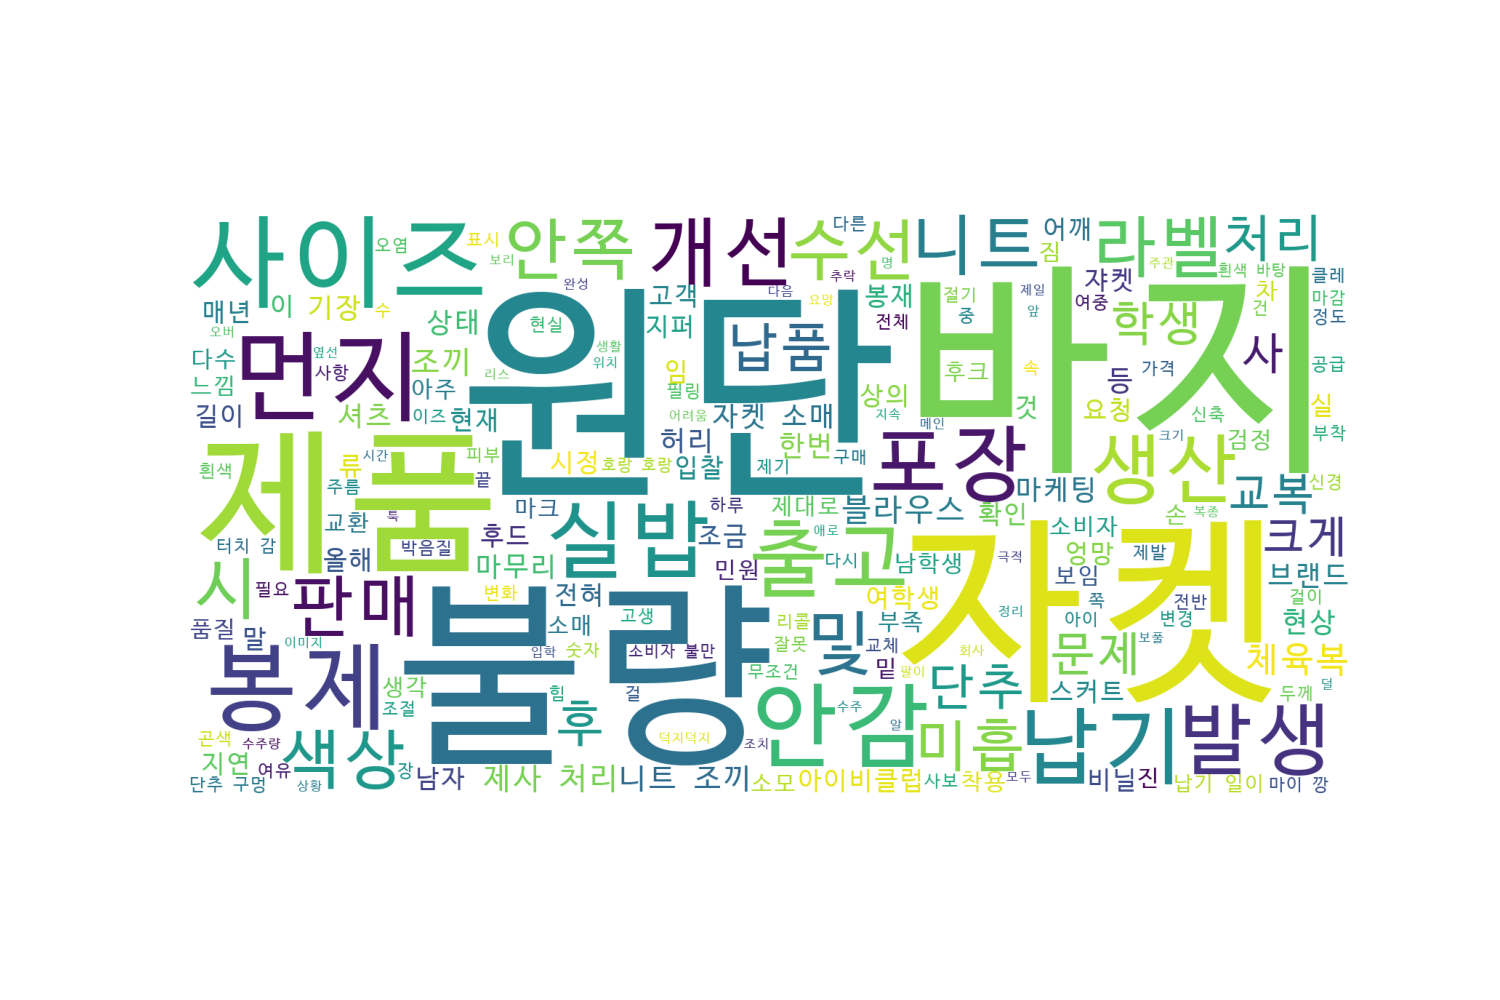 사이즈
오염
표시
보리
안쪽
개선
수선
다른
명
니트
어깨
짐
라벨
주관
처리
흰색 바탕
클레
매년
이
기장
수
완성
고객
다음
추락
요망
봉재
절기
중
제일
앞
쟈켓
여중
차
건
마감
정도
오버
상태
현실
지퍼
납품
전체
학생
사
다수
옆선
사항
조끼
생활
위치
원단
바지
후크
속
등
가격
공급
느낌
먼지
아주
리스
임
필링
상의
것
요청
신축
실
길이
셔츠
이즈
현재
어려움
자켓 소매
지속
메인
크기
검정
부착
흰색
시간
피부
허리
한번
구매
포장
생산
류
끝
시정
호랑 호랑
입찰
제기
신경
주름
제품
마크
실밥
하루
제대로
블라우스
마케팅
확인
손
복종
교복
교환
툭
후드
조금
애로
소비자
크게
터치 감
올해
박음질
마무리
민원
출고
다시
남학생
극적
엉망
제발
브랜드
시
필요
판매
변화
전혀
여학생
보임
쪽
전반
걸이
고생
정리
아이
변경
현상
품질
말
이미지
불량
소매
숫자
리콜
부족
자켓
입학
소비자 불만
잘못
및
교체
회사
문제
보풀
체육복
봉제
생각
조절
힘
걸
무조건
밑
팔이
단추
스커트
두께
덜
곤색
수주량
후
덕지덕지
안감
수주
알
미흡
납기
발생
지연
여유
색상
장
조치
단추 구멍
상황
남자
제사 처리
니트 조끼
소모
아이비클럽
사보
착용
모두
비닐
진
납기 일이
마이 깡